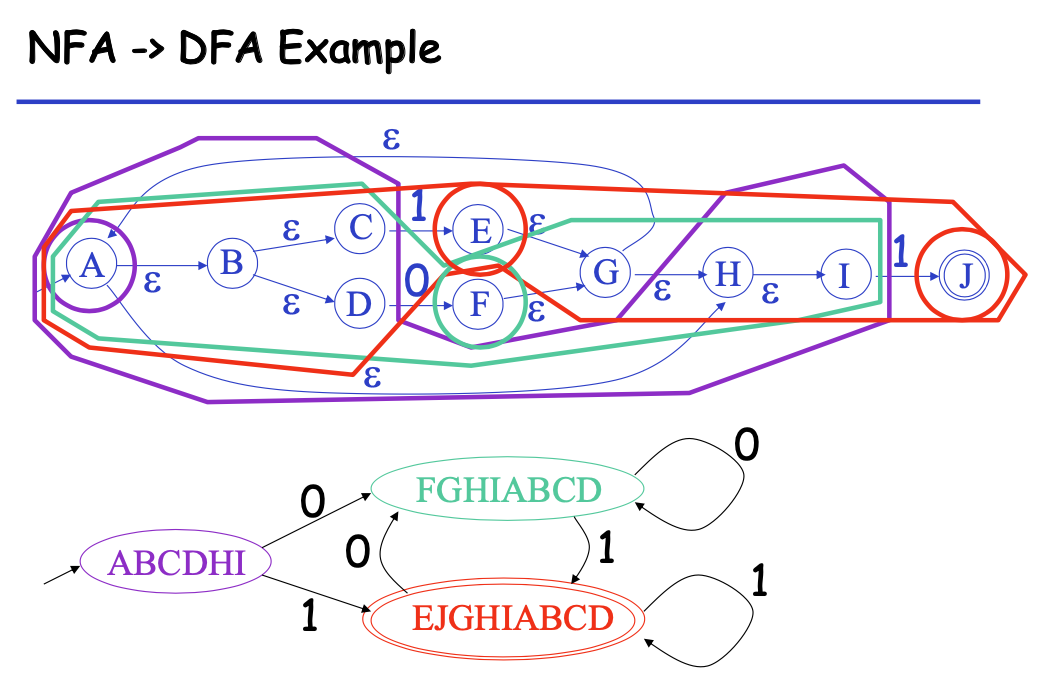 NFA -> DFA Example
ε
C 1 E ε
A ε B ε G ε H ε I 1 J
ε D 0 F ε
ε
0
FGHIABCD
0
0 1
ABCDHI
1
1
EJGHIABCD